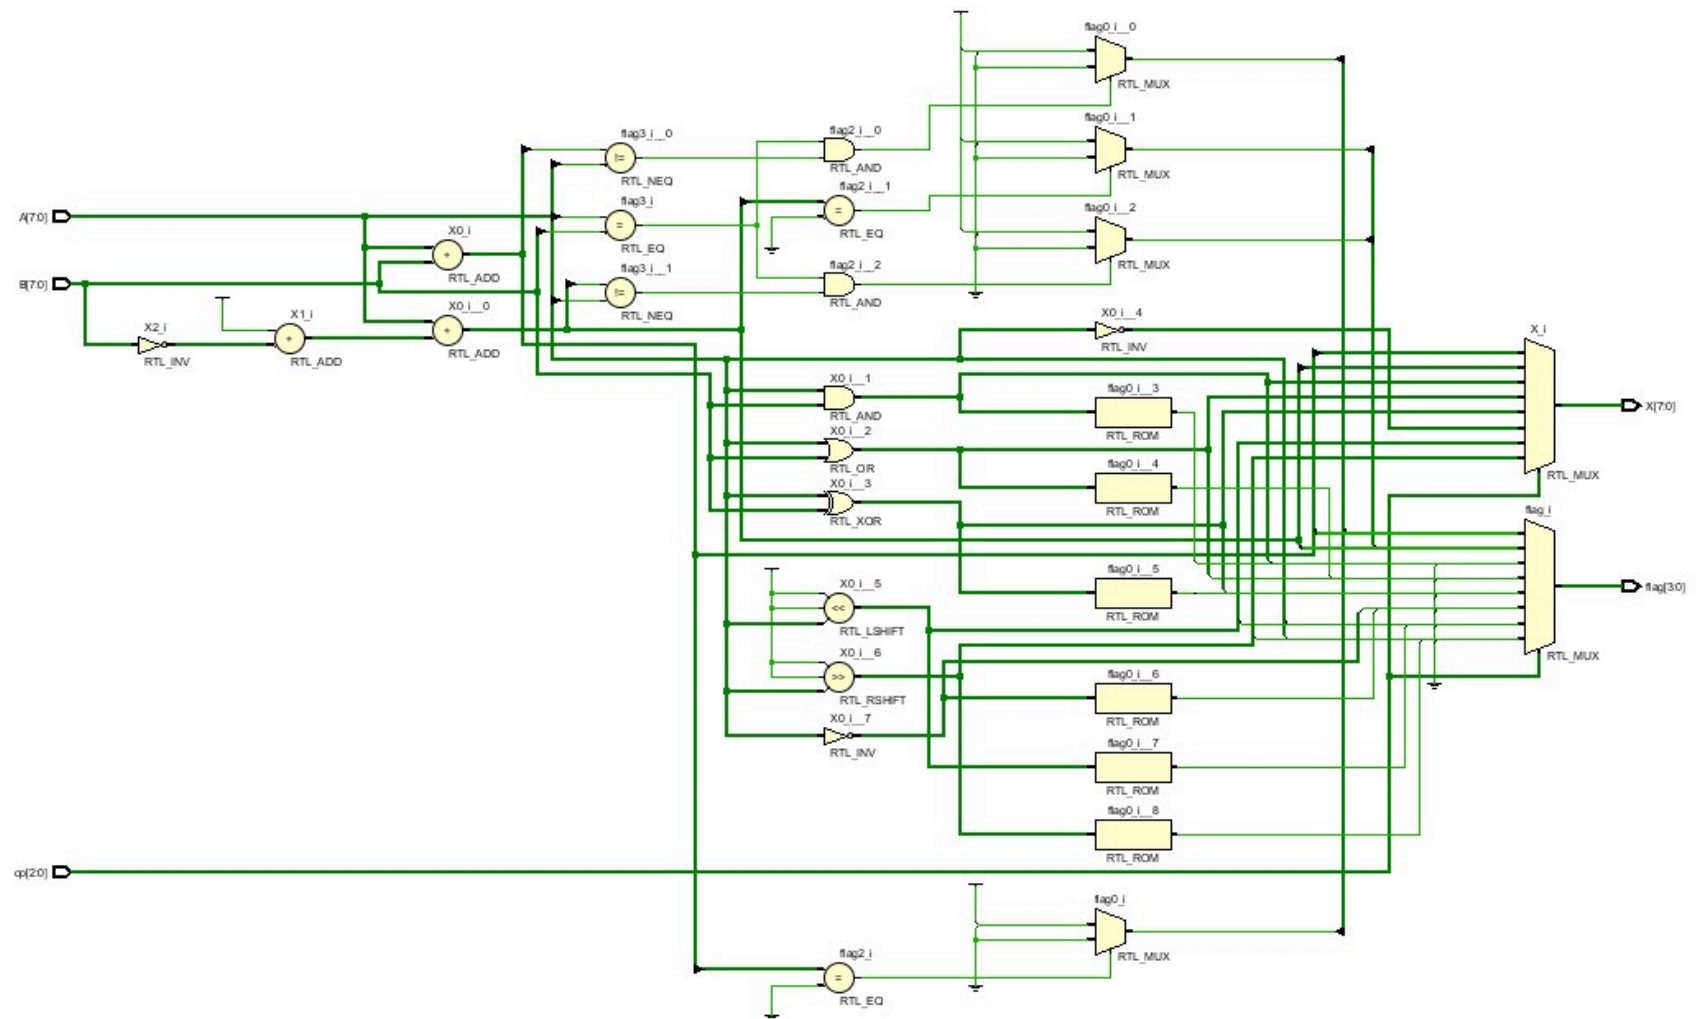 flag0_i__0
RTL_MUX
flag0_i__1
RTL_MUX
flag0_i__2
RTL_MUX
flag3_i__0
!=
RTL_NEQ
flag2_i__0
RTL_AND
flag2_i__1
=
RTL_EQ
A[7:0]
flag3_i
=
RTL_EQ
X0_i
+
RTL_ADD
flag3_i__1
!=
RTL_NEQ
flag2_i__2
RTL_AND
B[7:0]
X2_i
RTL_INV
X1_i
+
RTL_ADD
X0_i__0
+
RTL_ADD
X0_i__4
RTL_INV
X_i
RTL_MUX
X[7:0]
X0_i__1
RTL_AND
flag0_i__3
RTL_ROM
X0_i__2
RTL_OR
flag0_i__4
RTL_ROM
X0_i__3
RTL_XOR
flag_i
RTL_MUX
flag[3:0]
X0_i__5
<<
RTL_LSHIFT
flag0_i__5
RTL_ROM
X0_i__6
>>
RTL_RSHIFT
flag0_i__6
RTL_ROM
X0_i__7
RTL_INV
flag0_i__7
RTL_ROM
flag0_i__8
RTL_ROM
op[2:0]
flag0_i
RTL_MUX
flag2_i
=
RTL_EQ